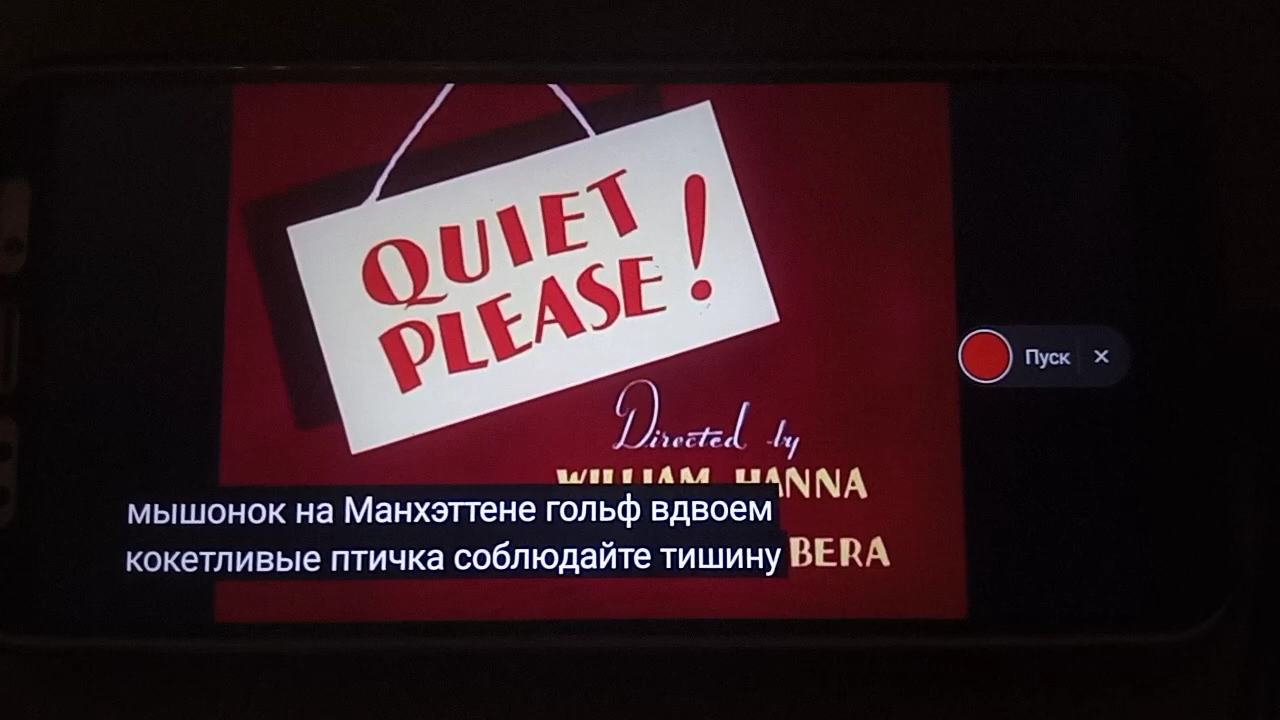 QUIET
PLEASE!
Directed by
WILLIAM HANNA
BERA
мышонок на Манхэттене гольф вдвоем
кокетливые птичка соблюдайте тишину
Пуск